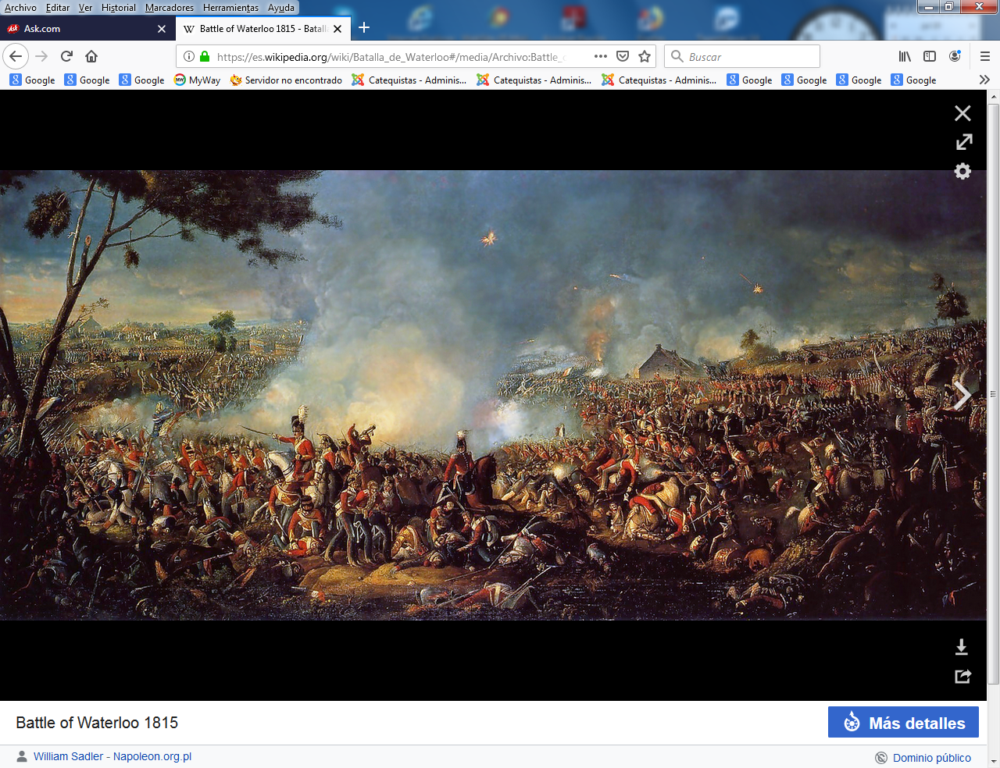 Archivo Editar Ver Historial Marcadores Herramientas Ayuda
Ask.com
Battle of Waterloo 1815 - Batall
https://es.wikipedia.org/wiki/Batalla_de_Waterloo#/media/Archivo:Battle_
Buscar
Google Google Google MyWay Servidor no encontrado Catequistas - Adminis... Catequistas - Adminis... Catequistas - Adminis... Google Google Google Google
Battle of Waterloo 1815
Más detalles
William Sadler - Napoleon.org.pl
Dominio público